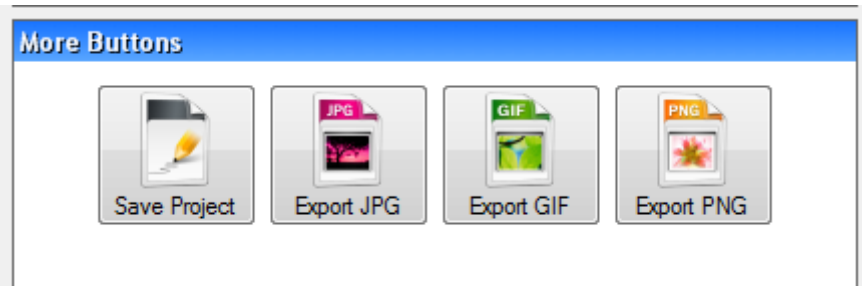 More Buttons
JPG
GIF
PNG
Save Project
Export JPG
Export GIF
Export PNG